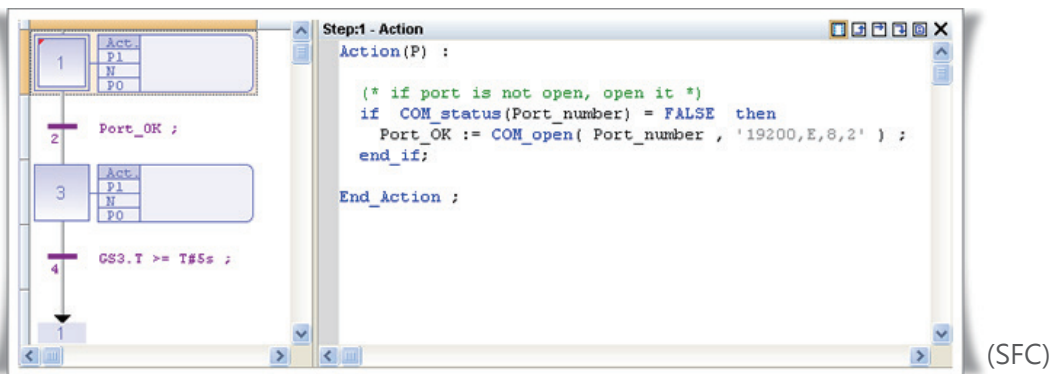 Act.
P1
N
P0
1
Port_OK ;
2
Act.
P1
N
P0
3
GS3.T >= T#5s ;
4
1
Step:1 - Action
Action(P) :
(* if port is not open, open it *)
if COM_status(Port_number) = FALSE then
Port_OK := COM_open( Port_number , '19200,E,8,2' ) ;
end_if;
End_Action ;
(SFC)